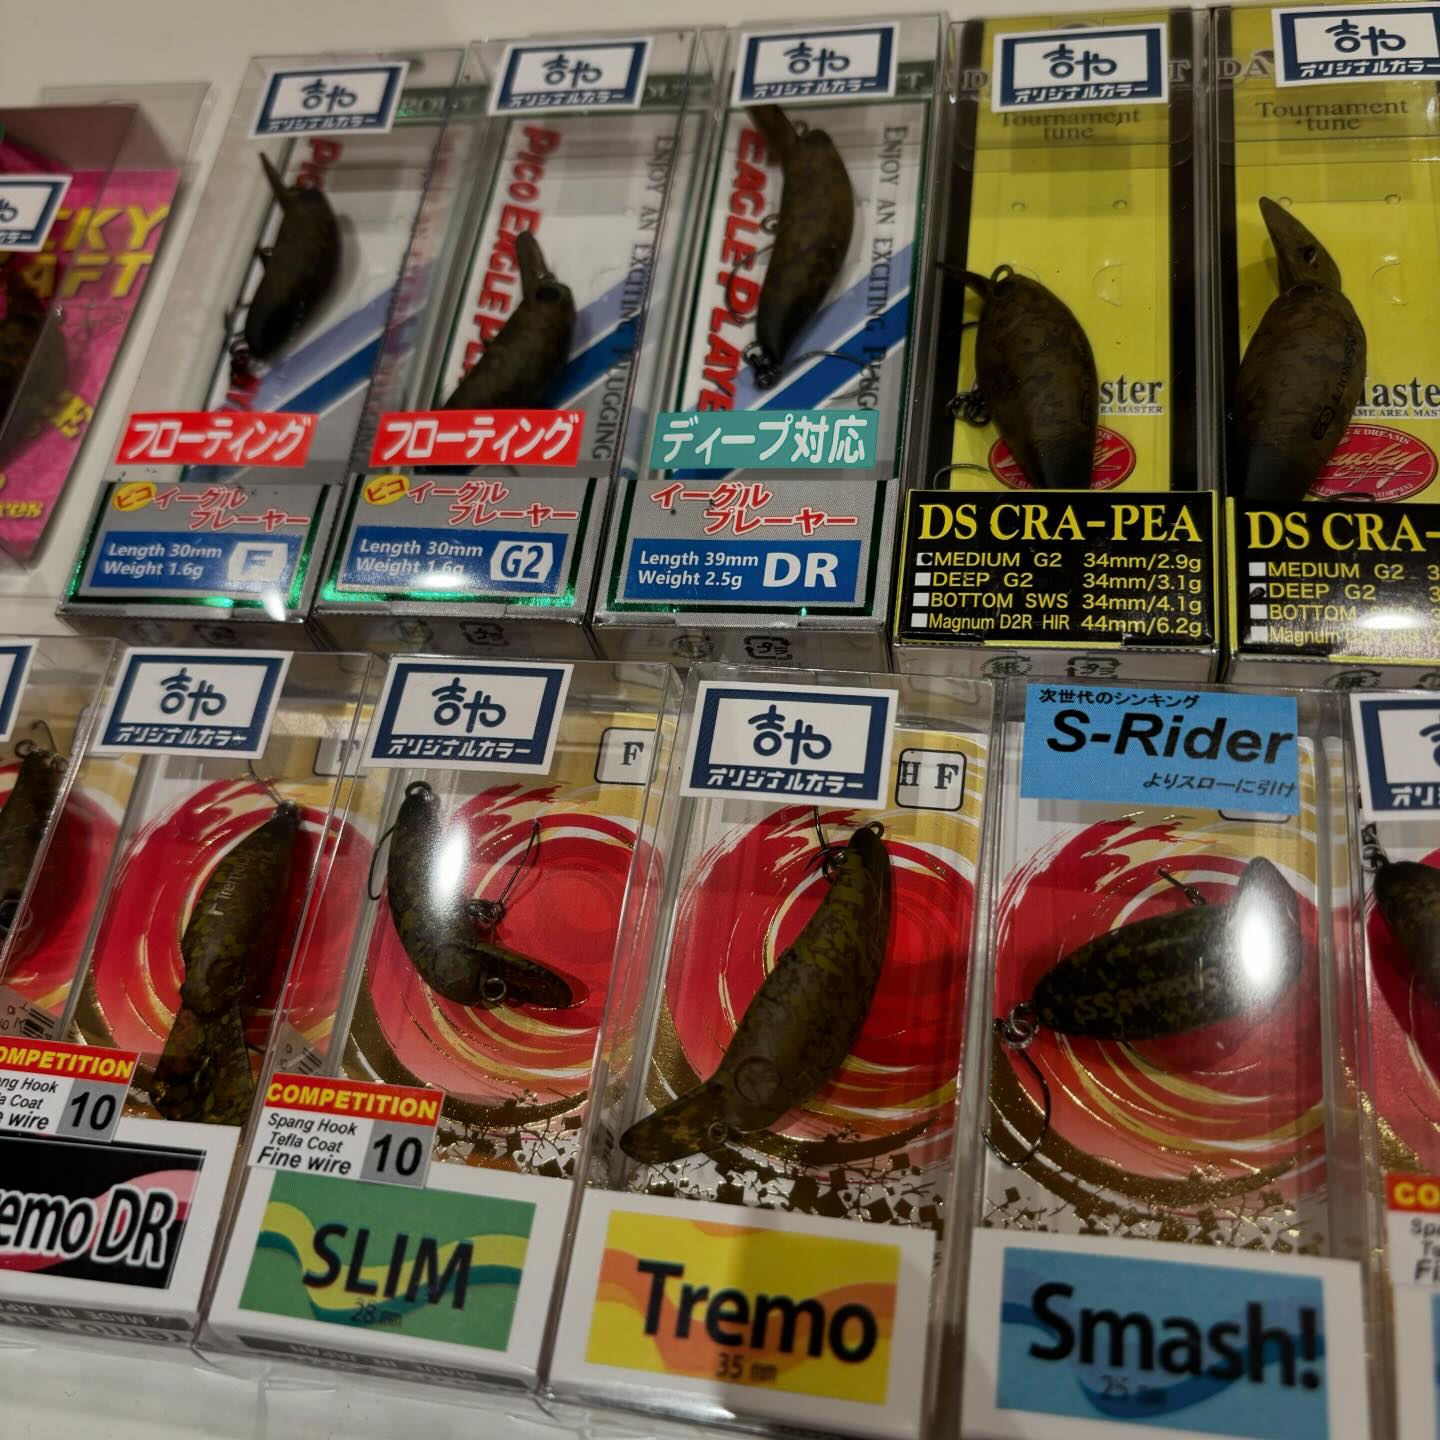 吉や
オリジナルカラー
吉や
オリジナルカラー
吉や
オリジナルカラー
吉や
オリジナルカラー
吉や
オリジナルカラー
Tournament
tune
Tournament
tune
PICO EAGLE
ENJOY AN EXCITING PLUGGING
EAGLE PLAYER
ENJOY AN EXCITING
フローティング
フローティング
ディープ対応
ピコ イーグル
プレーヤー
Length 30mm
Weight 1.6g
F
ピコ イーグル
プレーヤー
Length 30mm
Weight 1.6g
G2
イーグル
プレーヤー
Length 39mm
Weight 2.5g
DR
DS CRA-PEA
MEDIUM G2 34mm/2.9g
DEEP G2 34mm/3.1g
BOTTOM SWS 34mm/4.1g
Magnum D2R HIR 44mm/6.2g
DS CRA-
MEDIUM G2
DEEP G2
BOTTOM SWS
Magnum D2R HIR
吉や
オリジナルカラー
吉や
オリジナルカラー
F
吉や
オリジナルカラー
H F
次世代のシンキング
S-Rider
よりスローに引け
COMPETITION
Spang Hook
Tefla Coat
Fine wire
10
10
SLIM
28 mm
Tremo
35 mm
Smash!
25 mm